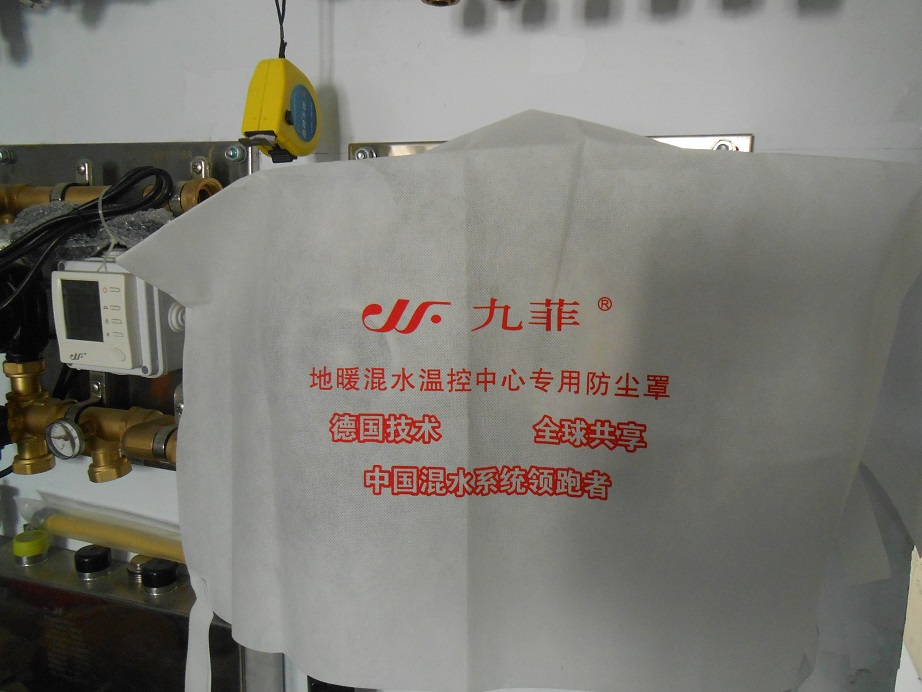 九菲®
地暖混水温控中心专用防尘罩
德国技术 全球共享
中国混水系统领跑者